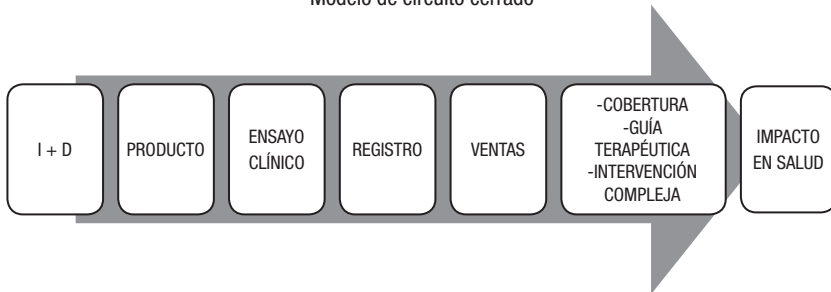 Modelo de circuito cerrado
I + D
PRODUCTO
ENSAYO
CLÍNICO
REGISTRO
VENTAS
-COBERTURA
-GUÍA
TERAPÉUTICA
-INTERVENCIÓN
COMPLEJA
IMPACTO
EN SALUD